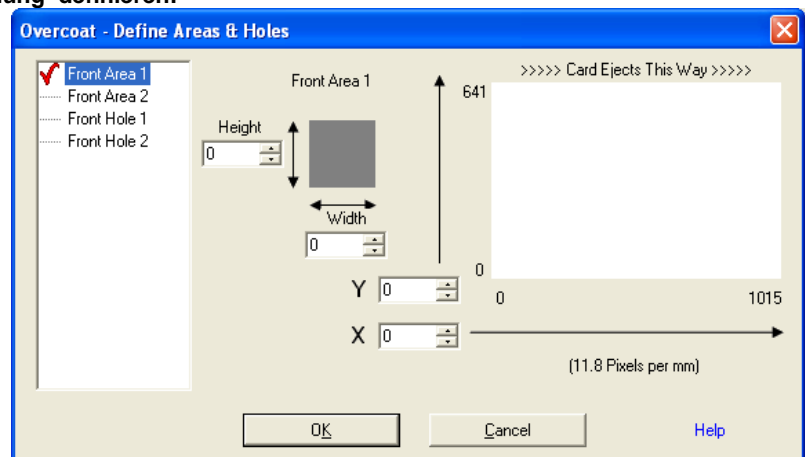 Overcoat - Define Areas & Holes
Front Area 1
Front Area 2
Front Hole 1
Front Hole 2
Front Area 1
Height
0
Width
0
Y 0
X 0
>>>>> Card Ejects This Way >>>>>
641
0
0 1015
(11.8 Pixels per mm)
OK Cancel Help